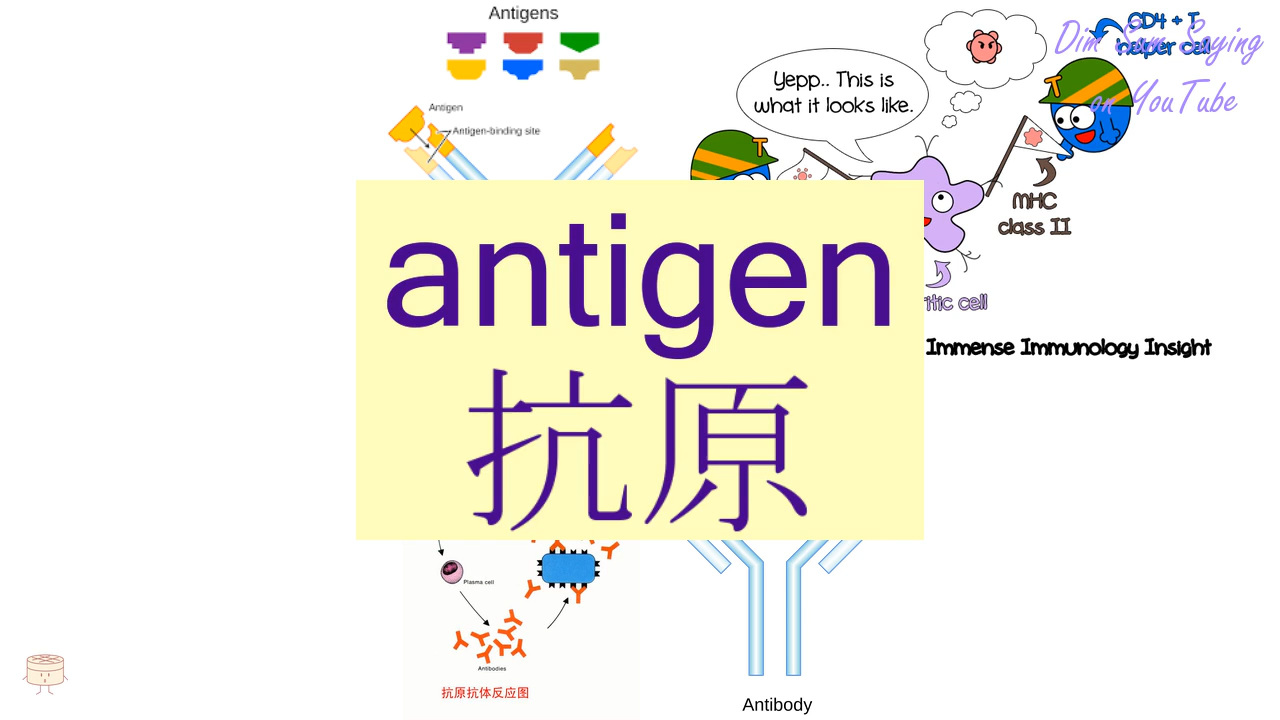 Antigens
Antigen
Antigen-binding site
Yepp.. This is
what it looks like.
CD4 + T
helper cell
Dim Sum Saying
on YouTube
T
T
MHC
class II
Immense Immunology Insight
antigen
抗原
Plasma cell
Antibodies
抗原抗体反应图
Antibody